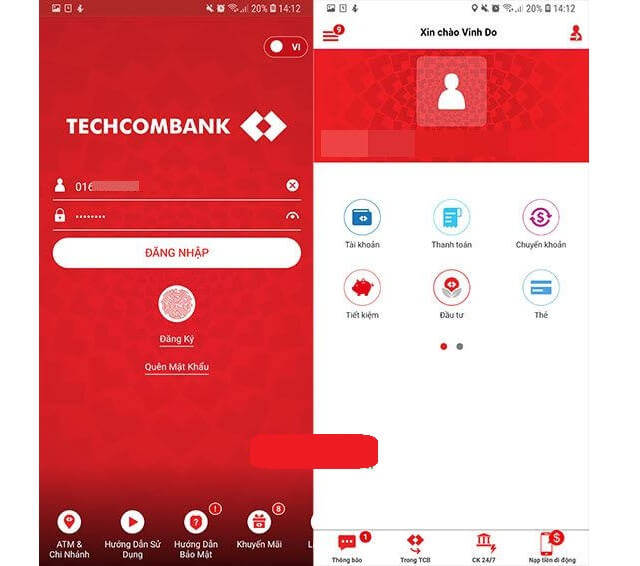 20% 14:12
VI
TECHCOMBANK
016
ĐĂNG NHẬP
Đăng Ký
Quên Mật Khẩu
ATM &
Chi Nhánh
Hướng Dẫn Sử
Dụng
!
Hướng Dẫn
Bảo Mật
8
Khuyến Mãi
L
20% 14:12
9
Xin chào Vinh Do
Tài khoản
Thanh toán
$
Chuyển khoản
Tiết kiệm
Đầu tư
Thẻ
1
Thông báo
Trong TCB
CK 24/7
$
Nạp tiền di động